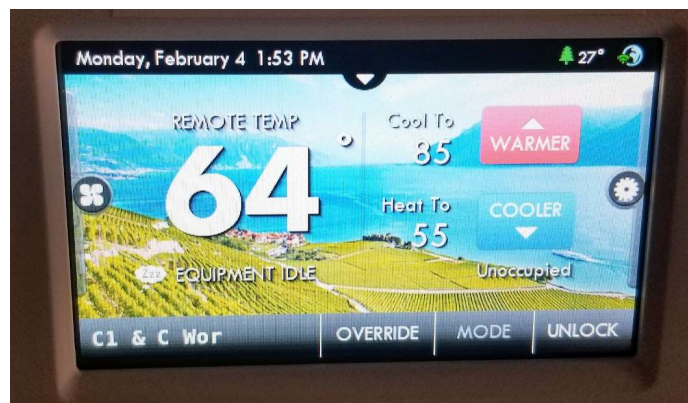 Monday, February 4 1:53 PM
27°
REMOTE TEMP
64°
Cool To
85
WARMER
Heat To
55
COOLER
Zzz EQUIPMENT IDLE
Unoccupied
C1 & C Wor
OVERRIDE
MODE
UNLOCK